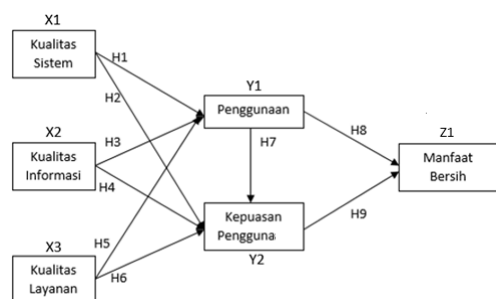 X1
Kualitas
Sistem
H1
H2
X2
Kualitas
Informasi
H3
H4
X3
Kualitas
Layanan
H5
H6
Y1
Penggunaan
H7
Kepuasan
Pengguna
Y2
H8
H9
Z1
Manfaat
Bersih